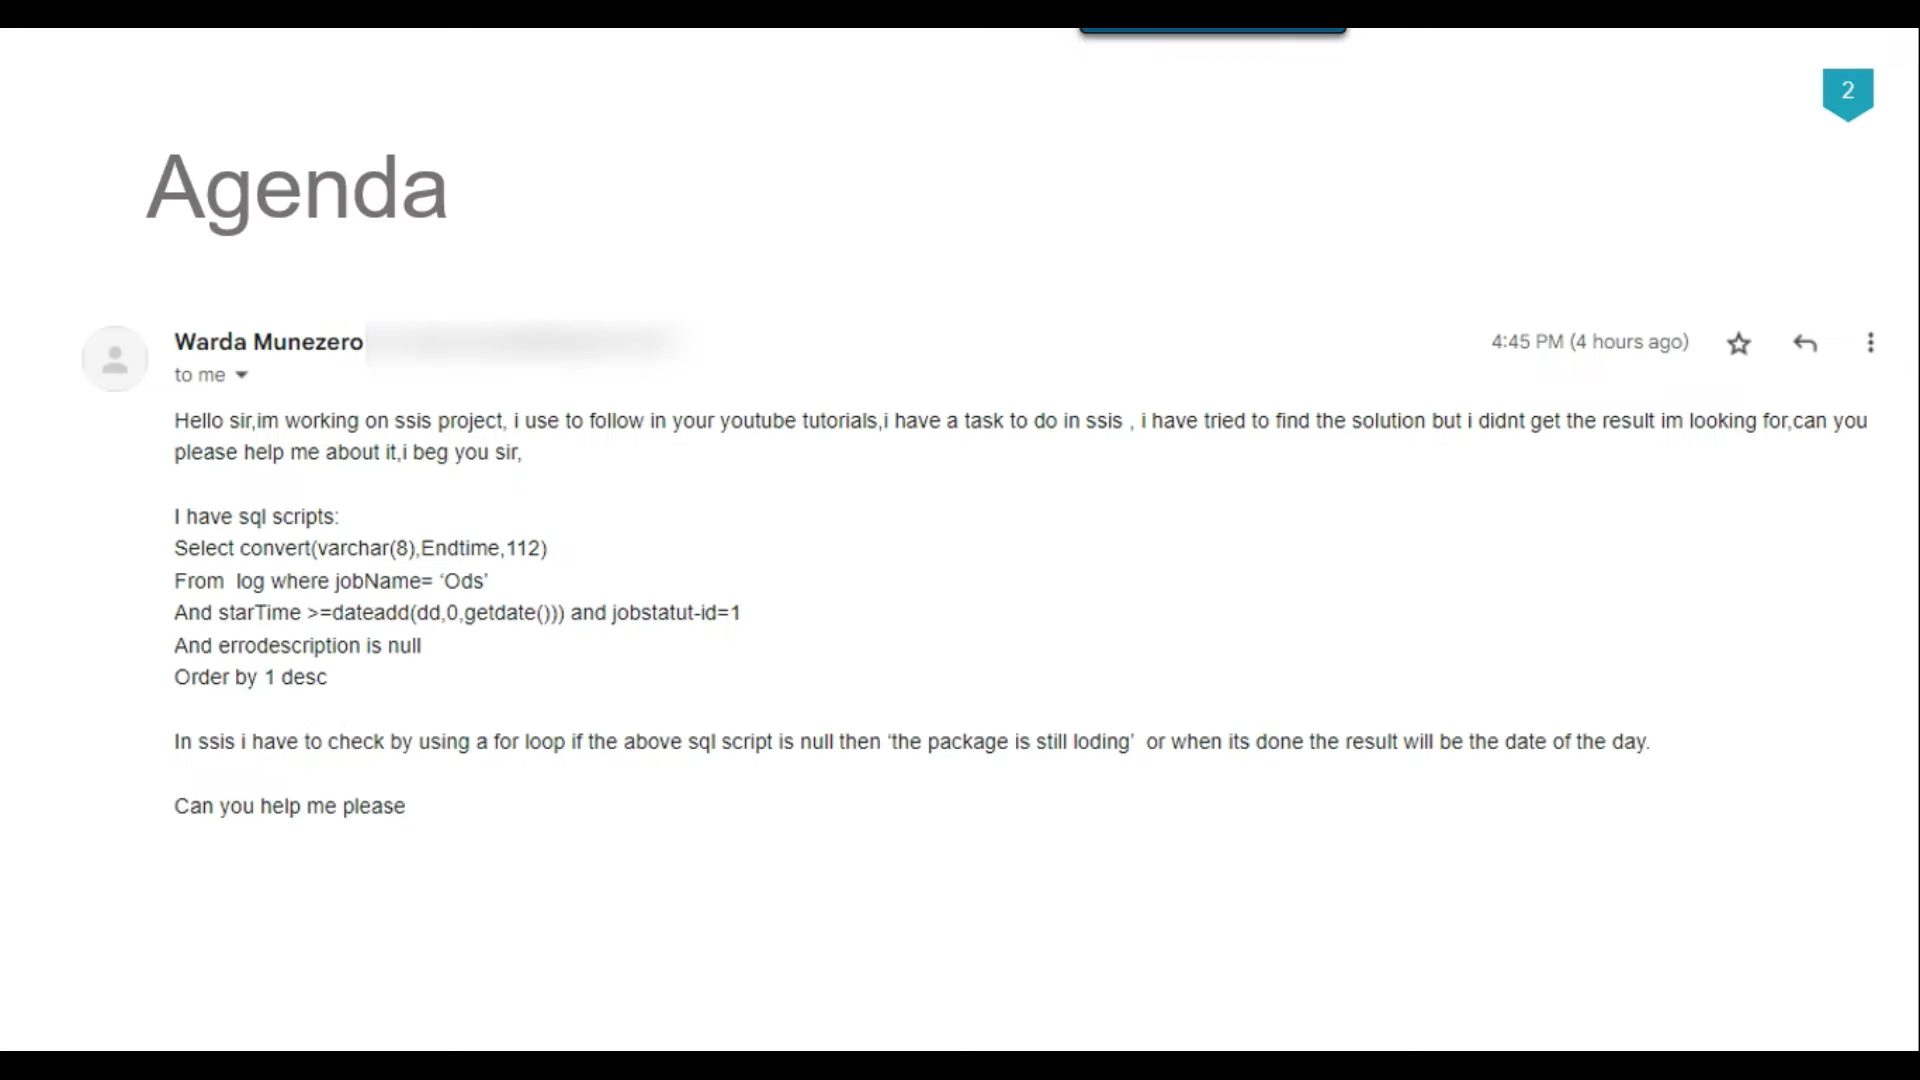 2
Agenda
Warda Munezero
4:45 PM (4 hours ago)
to me
Hello sir,im working on ssis project, i use to follow in your youtube tutorials,i have a task to do in ssis , i have tried to find the solution but i didnt get the result im looking for,can you
please help me about it,i beg you sir,
I have sql scripts:
Select convert(varchar(8),Endtime,112)
From  log where jobName= ‘Ods’
And starTime >=dateadd(dd,0,getdate())) and jobstatut-id=1
And errodescription is null
Order by 1 desc
In ssis i have to check by using a for loop if the above sql script is null then ‘the package is still loding’  or when its done the result will be the date of the day.
Can you help me please